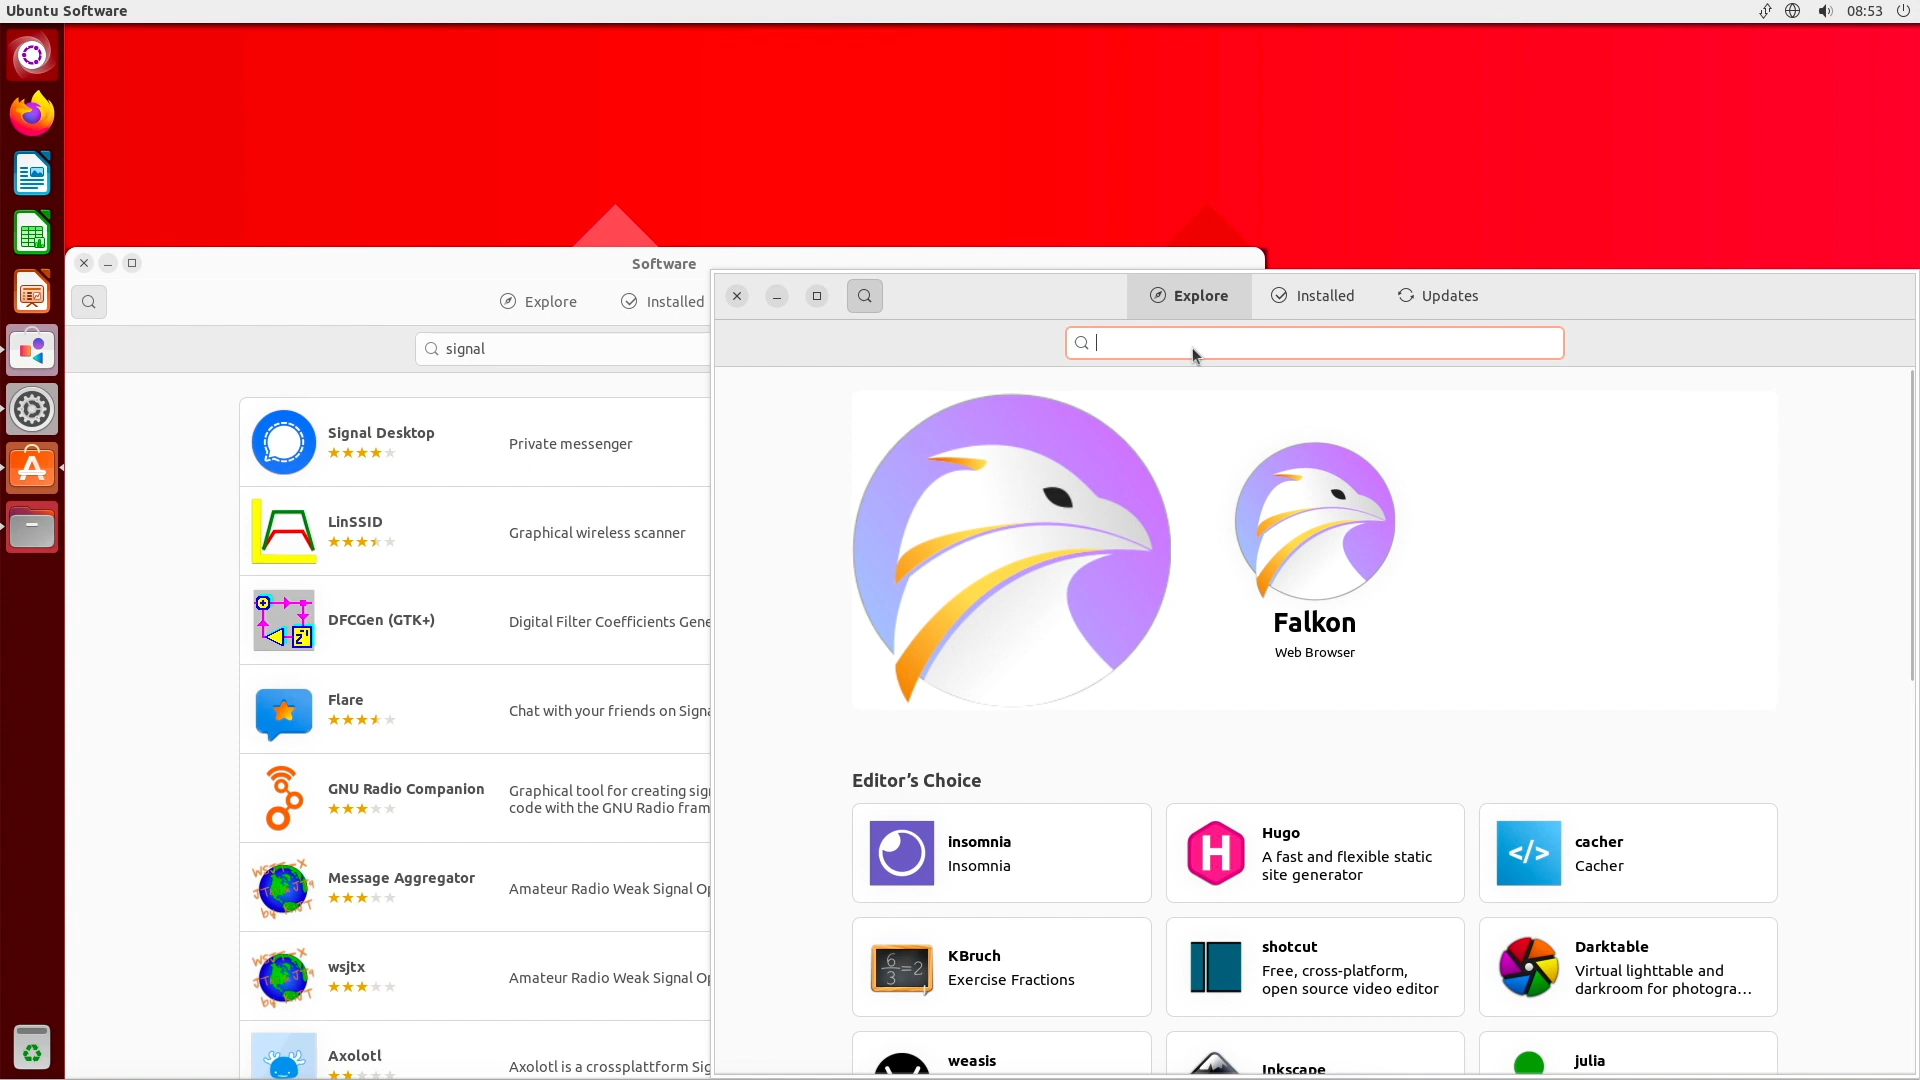 Ubuntu Software
08:53
Software
Explore
Installed
signal
Signal Desktop
Private messenger
LinSSID
Graphical wireless scanner
DFCGen (GTK+)
Digital Filter Coefficients Gene
Flare
Chat with your friends on Signa
GNU Radio Companion
Graphical tool for creating sig
code with the GNU Radio fram
Message Aggregator
Amateur Radio Weak Signal Op
wsjtx
Amateur Radio Weak Signal Op
Axolotl
Axolotl is a crossplattform Sig
Explore
Installed
Updates
Falkon
Web Browser
Editor’s Choice
insomnia
Insomnia
Hugo
A fast and flexible static
site generator
cacher
Cacher
KBruch
Exercise Fractions
shotcut
Free, cross-platform,
open source video editor
Darktable
Virtual lighttable and
darkroom for photogra…
weasis
Inkscape
julia